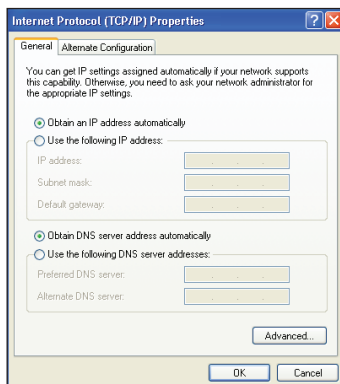 Internet Protocol (TCP/IP) Properties
General
Alternate Configuration
You can get IP settings assigned automatically if your network supports
this capability. Otherwise, you need to ask your network administrator for
the appropriate IP settings.
Obtain an IP address automatically
Use the following IP address:
IP address:
Subnet mask:
Default gateway:
Obtain DNS server address automatically
Use the following DNS server addresses:
Preferred DNS server:
Alternate DNS server:
Advanced...
OK
Cancel